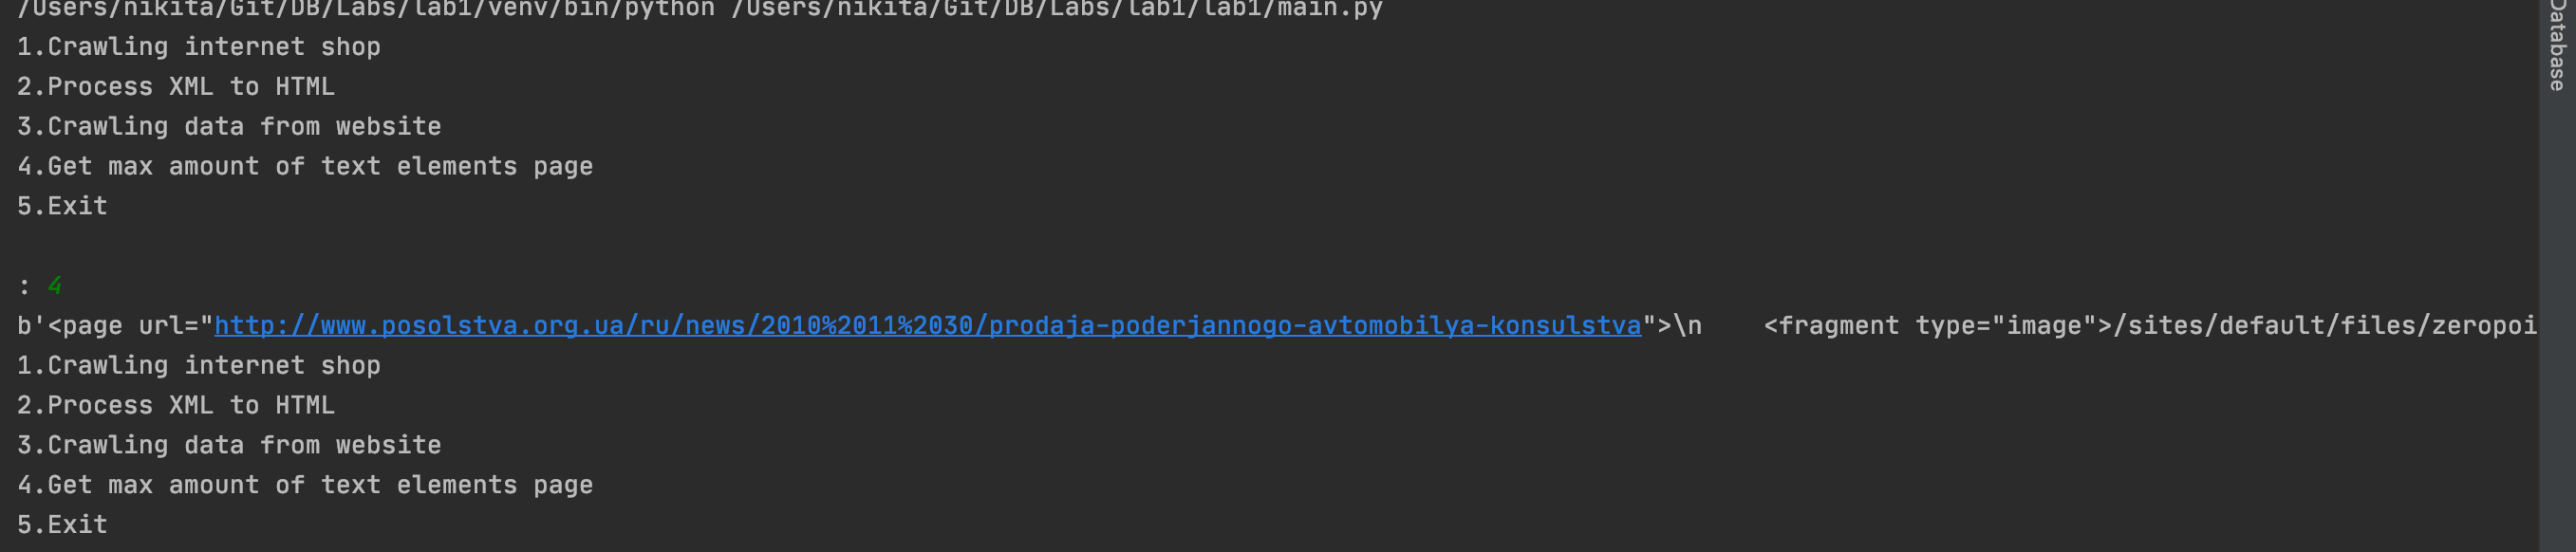 /Users/nikita/Git/DB/Labs/lab1/venv/bin/python /Users/nikita/Git/DB/Labs/lab1/lab1/main.py
1.Crawling internet shop
2.Process XML to HTML
3.Crawling data from website
4.Get max amount of text elements page
5.Exit
: 4
b'<page url="http://www.posolstva.org.ua/ru/news/2010%2011%2030/prodaja-poderjannogo-avtomobilya-konsulstva">\n    <fragment type="image">/sites/default/files/zeropoi
1.Crawling internet shop
2.Process XML to HTML
3.Crawling data from website
4.Get max amount of text elements page
5.Exit
Database